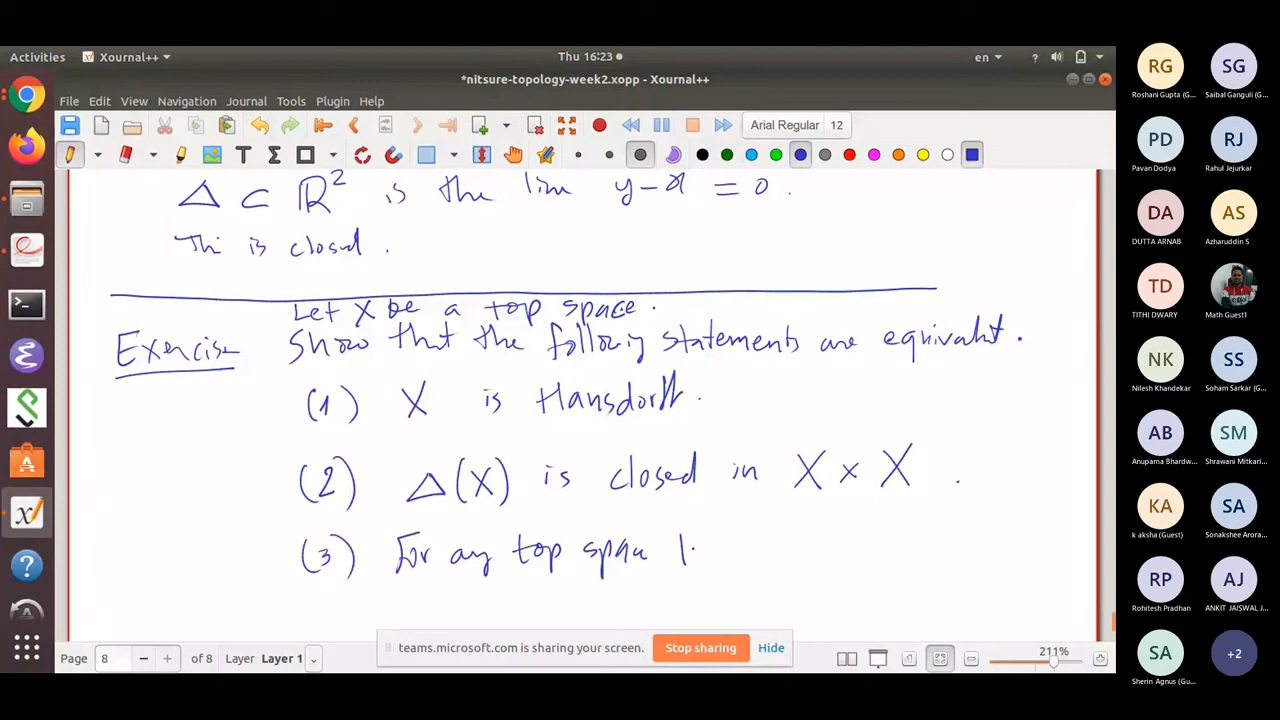 Activities
Xournal++
Thu 16:23
en
*nitsure-topology-week2.xopp - Xournal++
File Edit View Navigation Journal Tools Plugin Help
Arial Regular 12
Δ ⊂ ℝ² is the line y-x = 0.
This is closed.
Let X be a top space.
Exercise Show that the following statements are equivalent.
(1) X is Hausdorff.
(2) Δ(X) is closed in X × X.
(3) For any top space
teams.microsoft.com is sharing your screen.
Stop sharing
Hide
Page 8 of 8 Layer Layer 1
211%
RG
Roshani Gupta (G...
SG
Saibal Ganguli (G...
PD
Pavan Dodya
RJ
Rahul Jejurkar
DA
DUTTA ARNAB
AS
Azharuddin S
TD
TITHI DWARY
Math Guest1
NK
Nilesh Khandekar
SS
Soham Sarkar (G...
AB
Anupama Bhardw...
SM
Shrawani Mitkari...
KA
k aksha (Guest)
SA
Sonakshee Arora...
RP
Rohitesh Pradhan
AJ
ANKIT JAISWAL J...
SA
Sherin Agnus (Gu...
+2